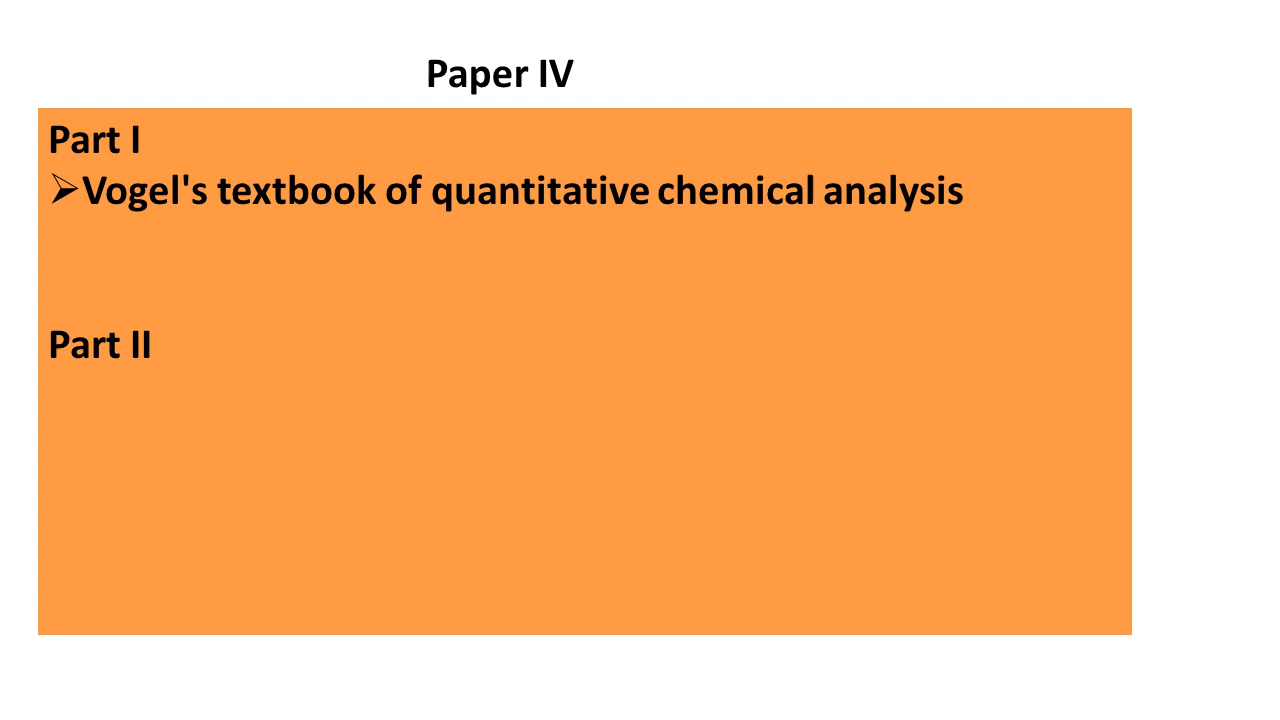 Paper IV
Part I
➢Vogel's textbook of quantitative chemical analysis
Part II